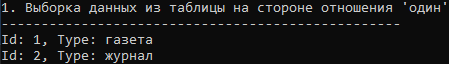 1. Выборка данных из таблицы на стороне отношения 'один'
--------------------------------------------------
Id: 1, Type: газета
Id: 2, Type: журнал